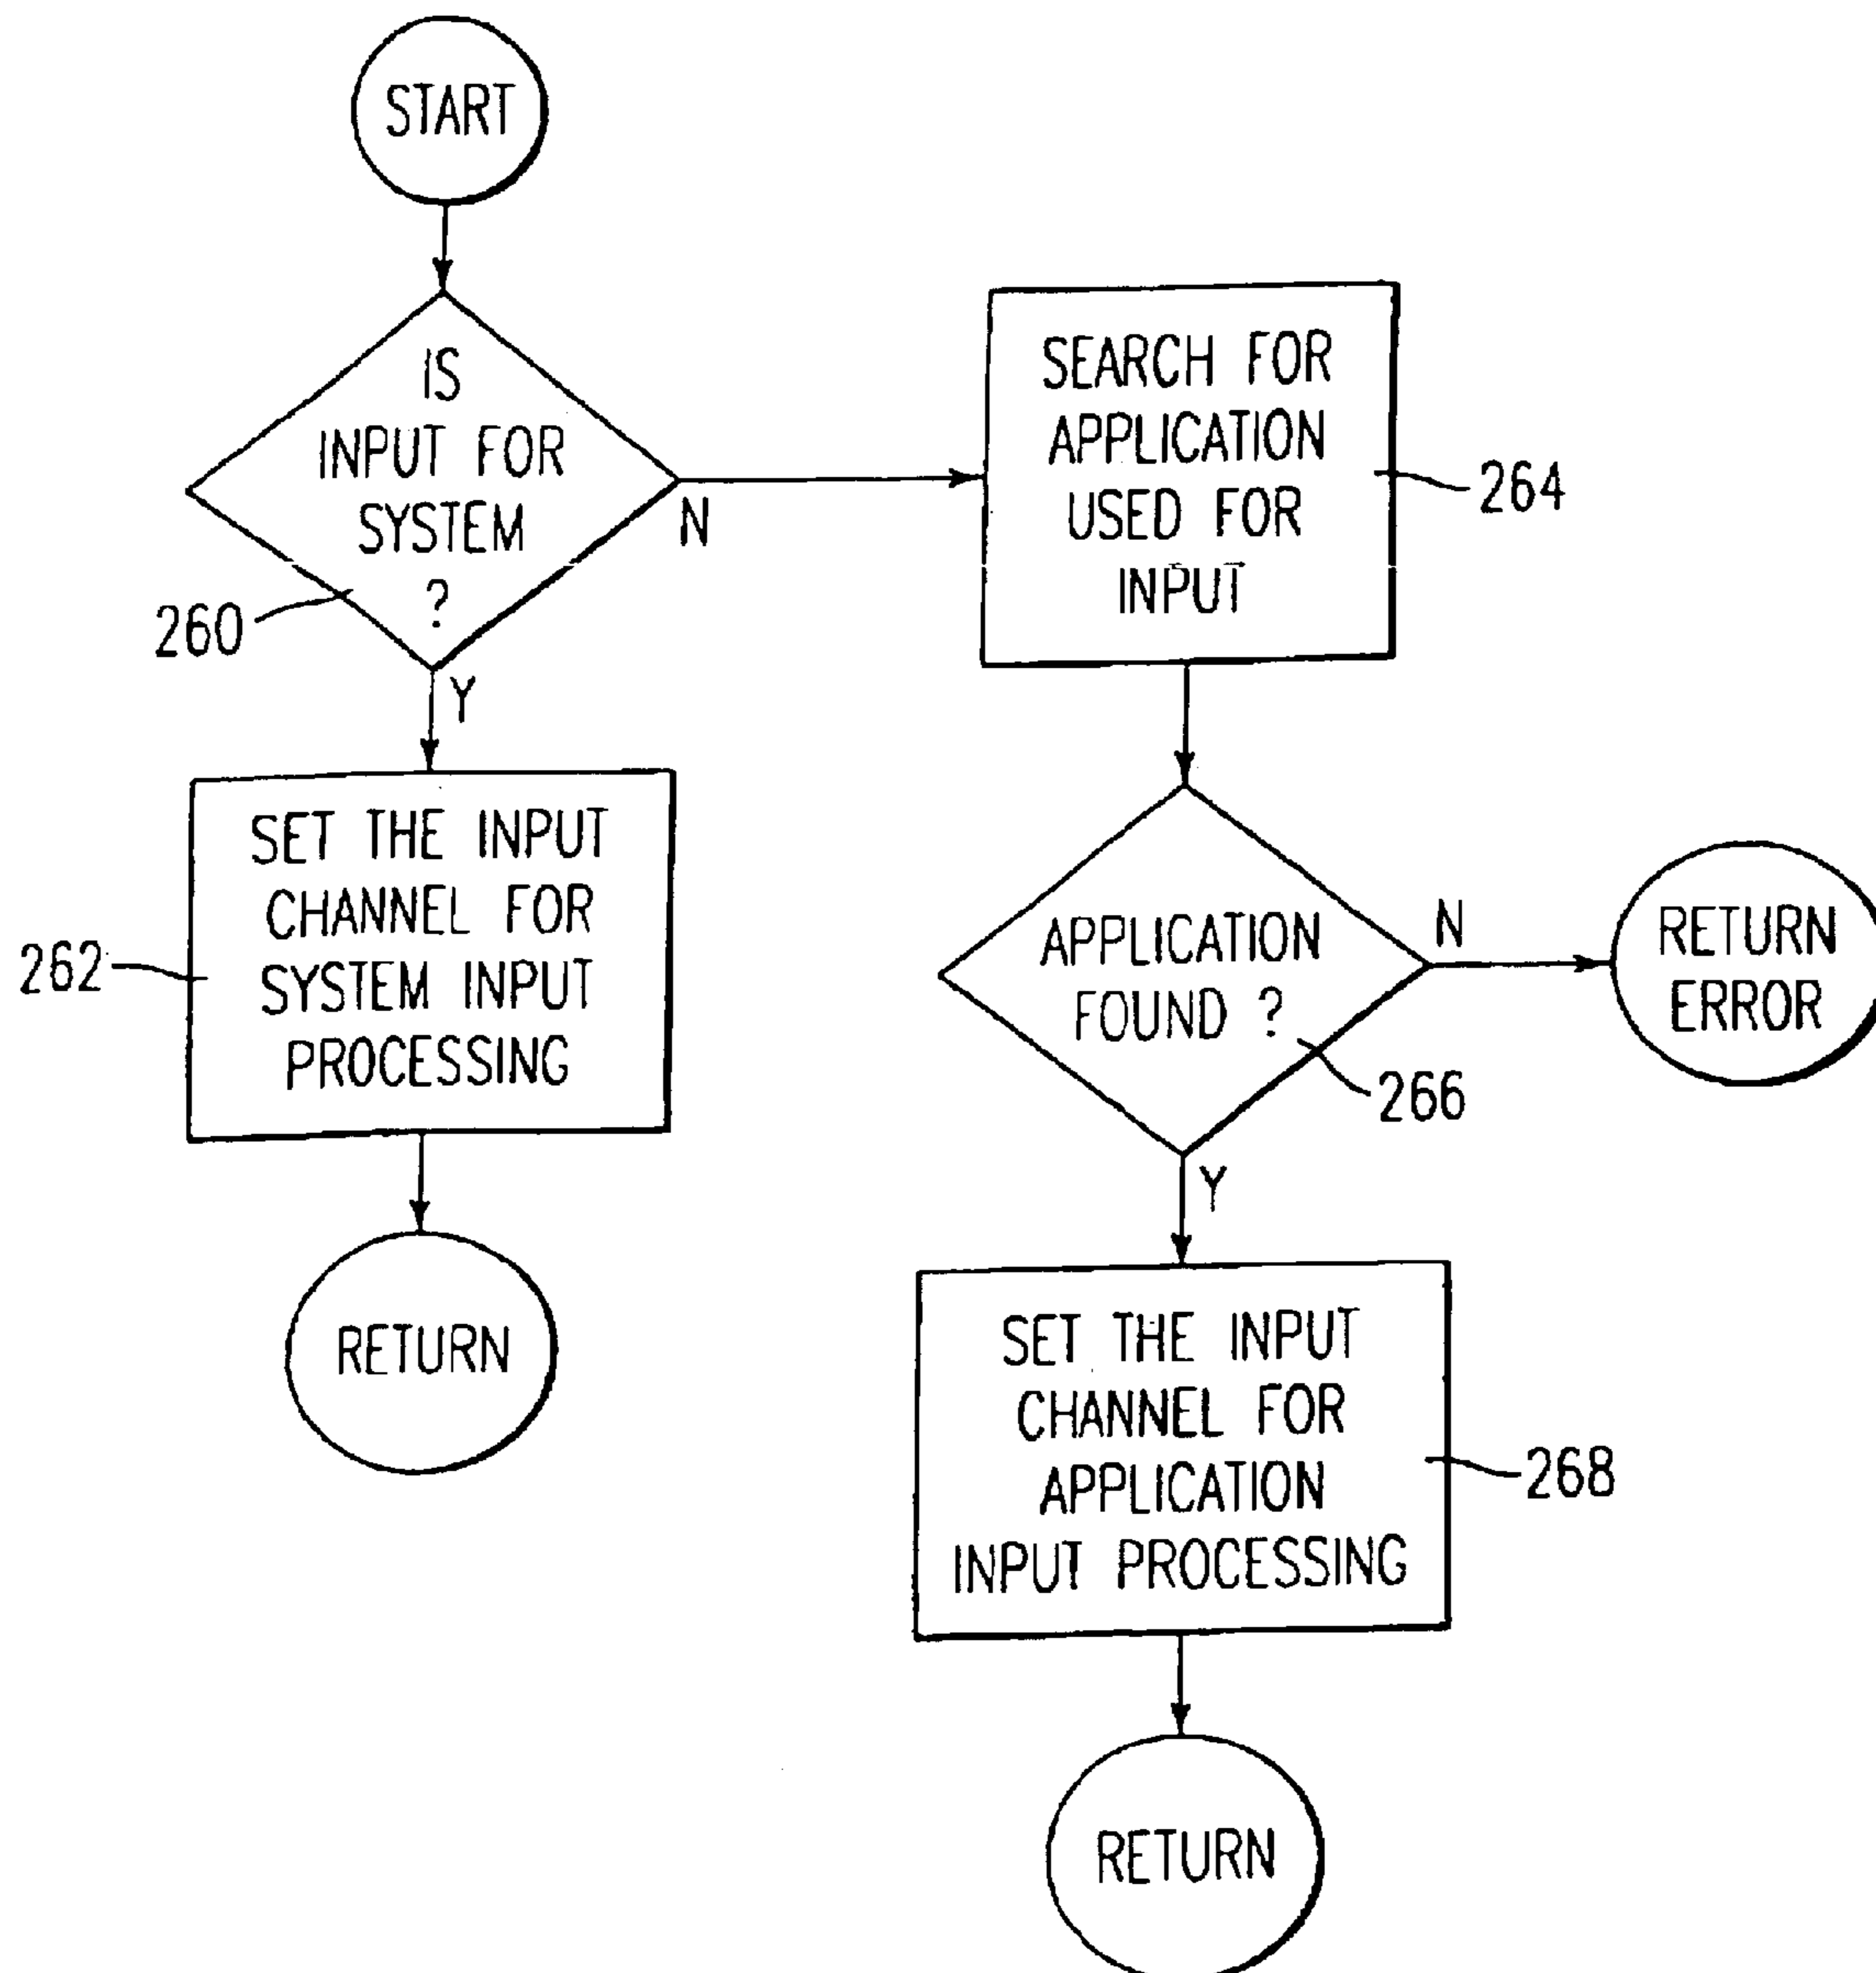 START
IS
INPUT FOR
SYSTEM
?
260
N
Y
SET THE INPUT
CHANNEL FOR
SYSTEM INPUT
PROCESSING
262
RETURN
SEARCH FOR
APPLICATION
USED FOR
INPUT
264
APPLICATION
FOUND ?
266
N
RETURN
ERROR
Y
SET THE INPUT
CHANNEL FOR
APPLICATION
INPUT PROCESSING
268
RETURN